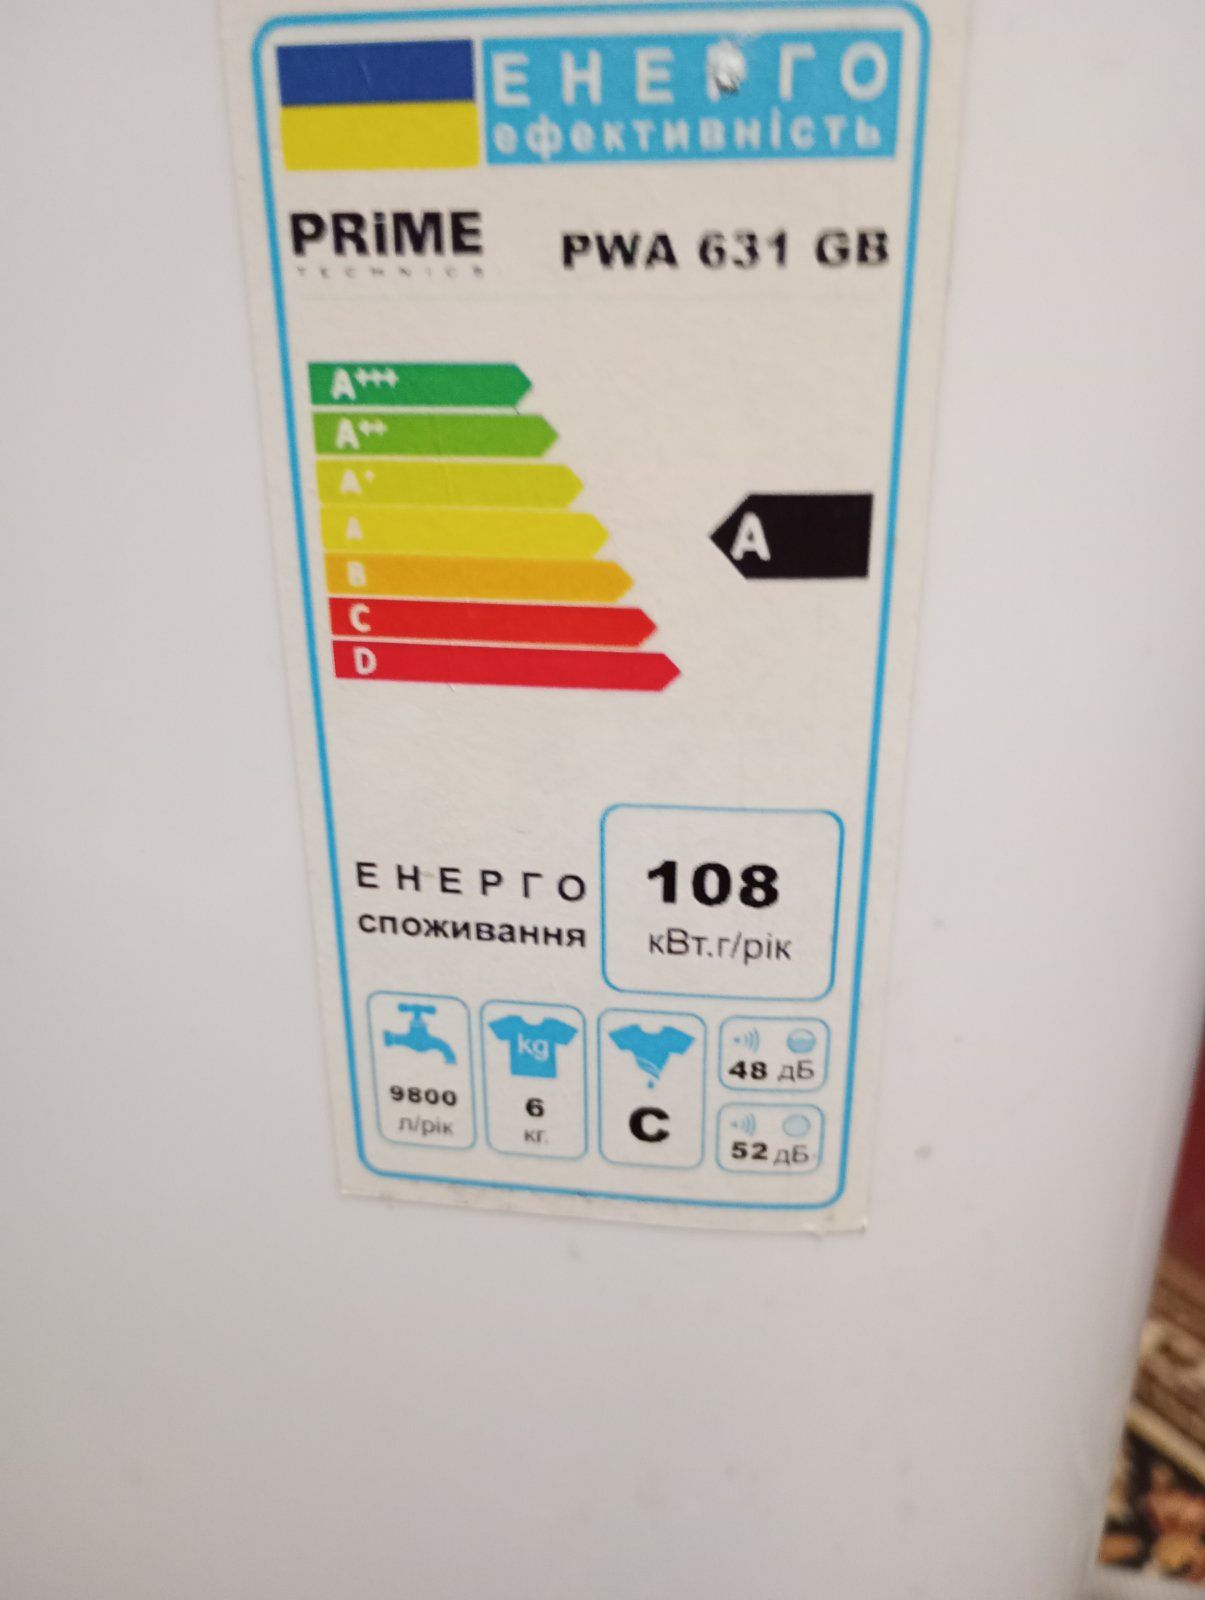 ЕНЕРГО
ефективність
PRiME
TECHNICS
PWA 631 GB
A+++
A++
A+
A
B
C
D
A
ЕНЕРГО
споживання
108
кВт.г/рік
9800
л/рік
kg
6
кг.
C
48 дБ
52 дБ